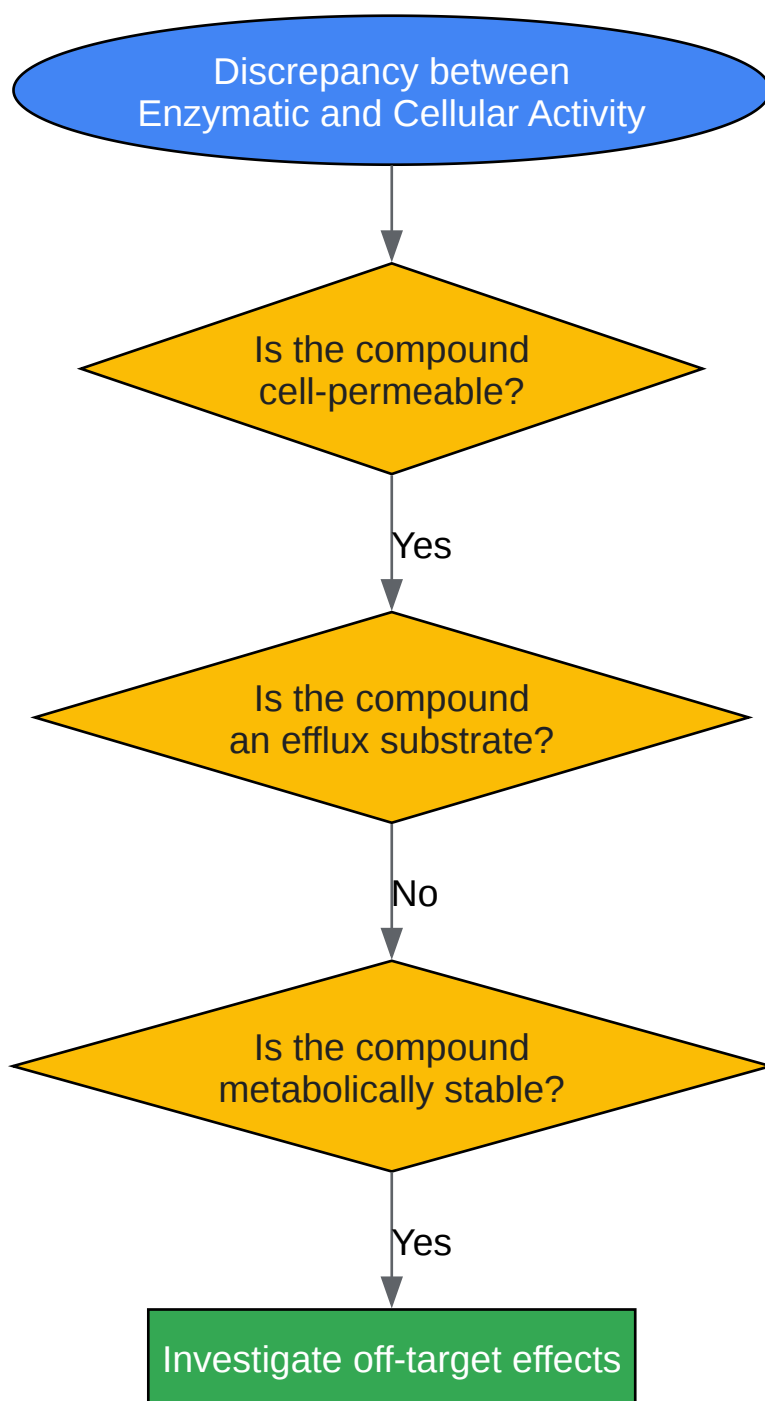 Discrepancy between
Enzymatic and Cellular Activity
Is the compound
cell-permeable?
Yes
Is the compound
an efflux substrate?
No
Is the compound
metabolically stable?
Yes
Investigate off-target effects